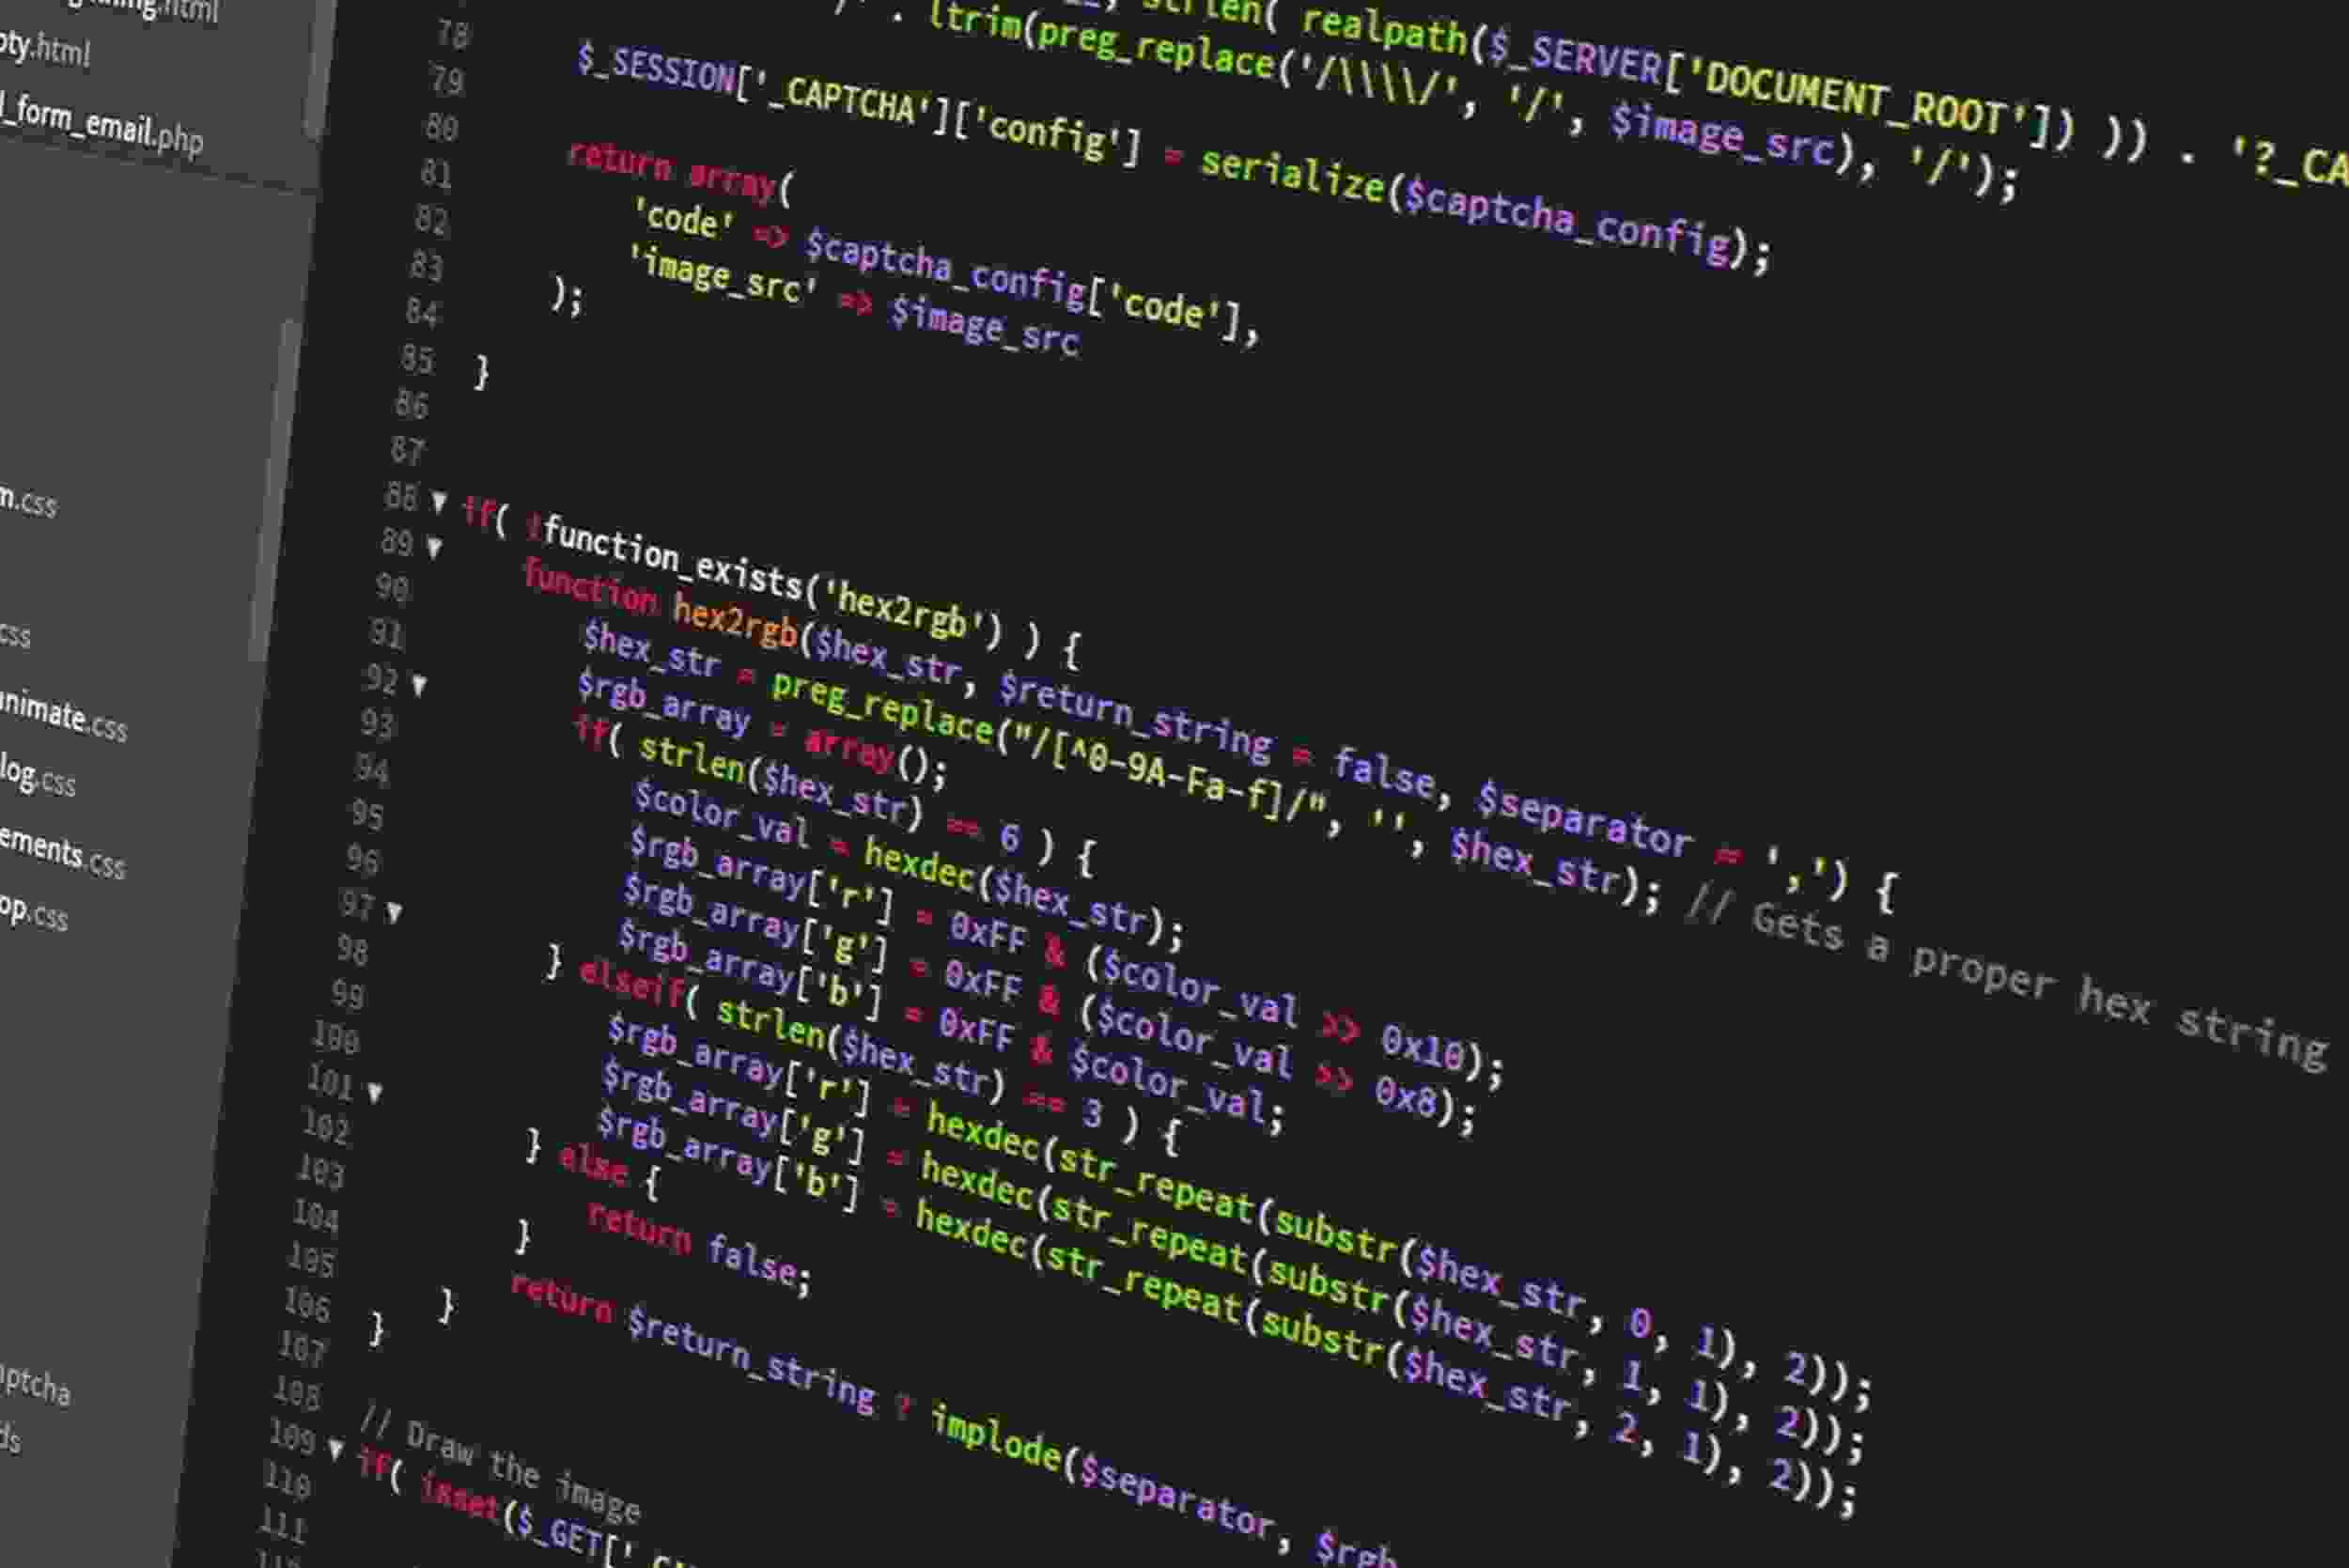 pty.html
l_form_email.php
m.css
css
animate.css
log.css
ements.css
op.css
aptcha
ds
78
79
80
81
82
83
84
85
86
87
88
89
90
91
92
93
94
95
96
97
98
99
100
101
102
103
104
105
106
107
108
109
110
111
strlen( realpath($_SERVER['DOCUMENT_ROOT']) )) . '?_CA
. ltrim(preg_replace('/\\\\/', '/', $image_src), '/');
$_SESSION['_CAPTCHA']['config'] = serialize($captcha_config);
return array(
'code' => $captcha_config['code'],
'image_src' => $image_src
);
}
if( !function_exists('hex2rgb') ) {
function hex2rgb($hex_str, $return_string = false, $separator = ',') {
$hex_str = preg_replace("/[^0-9A-Fa-f]/", '', $hex_str); // Gets a proper hex string
$rgb_array = array();
if( strlen($hex_str) == 6 ) {
$color_val = hexdec($hex_str);
$rgb_array['r'] = 0xFF & ($color_val >> 0x10);
$rgb_array['g'] = 0xFF & ($color_val >> 0x8);
$rgb_array['b'] = 0xFF & $color_val;
} elseif( strlen($hex_str) == 3 ) {
$rgb_array['r'] = hexdec(str_repeat(substr($hex_str, 0, 1), 2));
$rgb_array['g'] = hexdec(str_repeat(substr($hex_str, 1, 1), 2));
$rgb_array['b'] = hexdec(str_repeat(substr($hex_str, 2, 1), 2));
} else {
return false;
}
return $return_string ? implode($separator, $rgb
}
}
// Draw the image
if( isset($_GET['